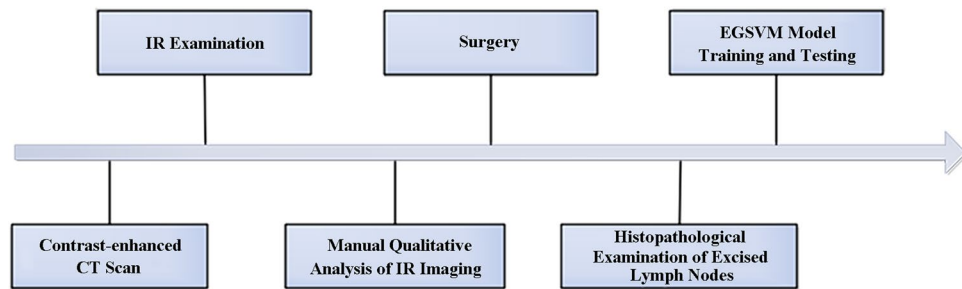 IR Examination
Surgery
EGSVM Model
Training and Testing
Contrast-enhanced
CT Scan
Manual Qualitative
Analysis of IR Imaging
Histopathological
Examination of Excised
Lymph Nodes